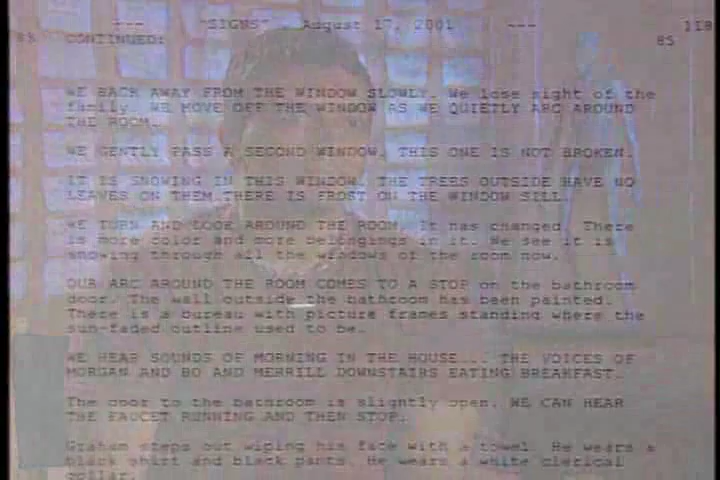 --- "SIGNS" August 17, 2001 --- 118
85 CONTINUED: 85
WE BACK AWAY FROM THE WINDOW SLOWLY. We lose sight of the
family. WE MOVE OFF THE WINDOW AS WE QUIETLY ARC AROUND
THE ROOM.
WE GENTLY PASS A SECOND WINDOW. THIS ONE IS NOT BROKEN.
IT IS SNOWING IN THIS WINDOW. THE TREES OUTSIDE HAVE NO
LEAVES ON THEM. THERE IS FROST ON THE WINDOW SILL.
WE TURN AND LOOK AROUND THE ROOM. It has changed. There
is more color and more belongings in it. We see it is
snowing through all the windows of the room now.
OUR ARC AROUND THE ROOM COMES TO A STOP on the bathroom
door. The wall outside the bathroom has been painted.
There is a bureau with picture frames standing where the
sun-faded outline used to be.
WE HEAR SOUNDS OF MORNING IN THE HOUSE... THE VOICES OF
MORGAN AND BO AND MERRILL DOWNSTAIRS EATING BREAKFAST.
The door to the bathroom is slightly open. WE CAN HEAR
THE FAUCET RUNNING AND THEN STOP.
Graham steps out wiping his face with a towel. He wears a
black shirt and black pants. He wears a white clerical
collar.